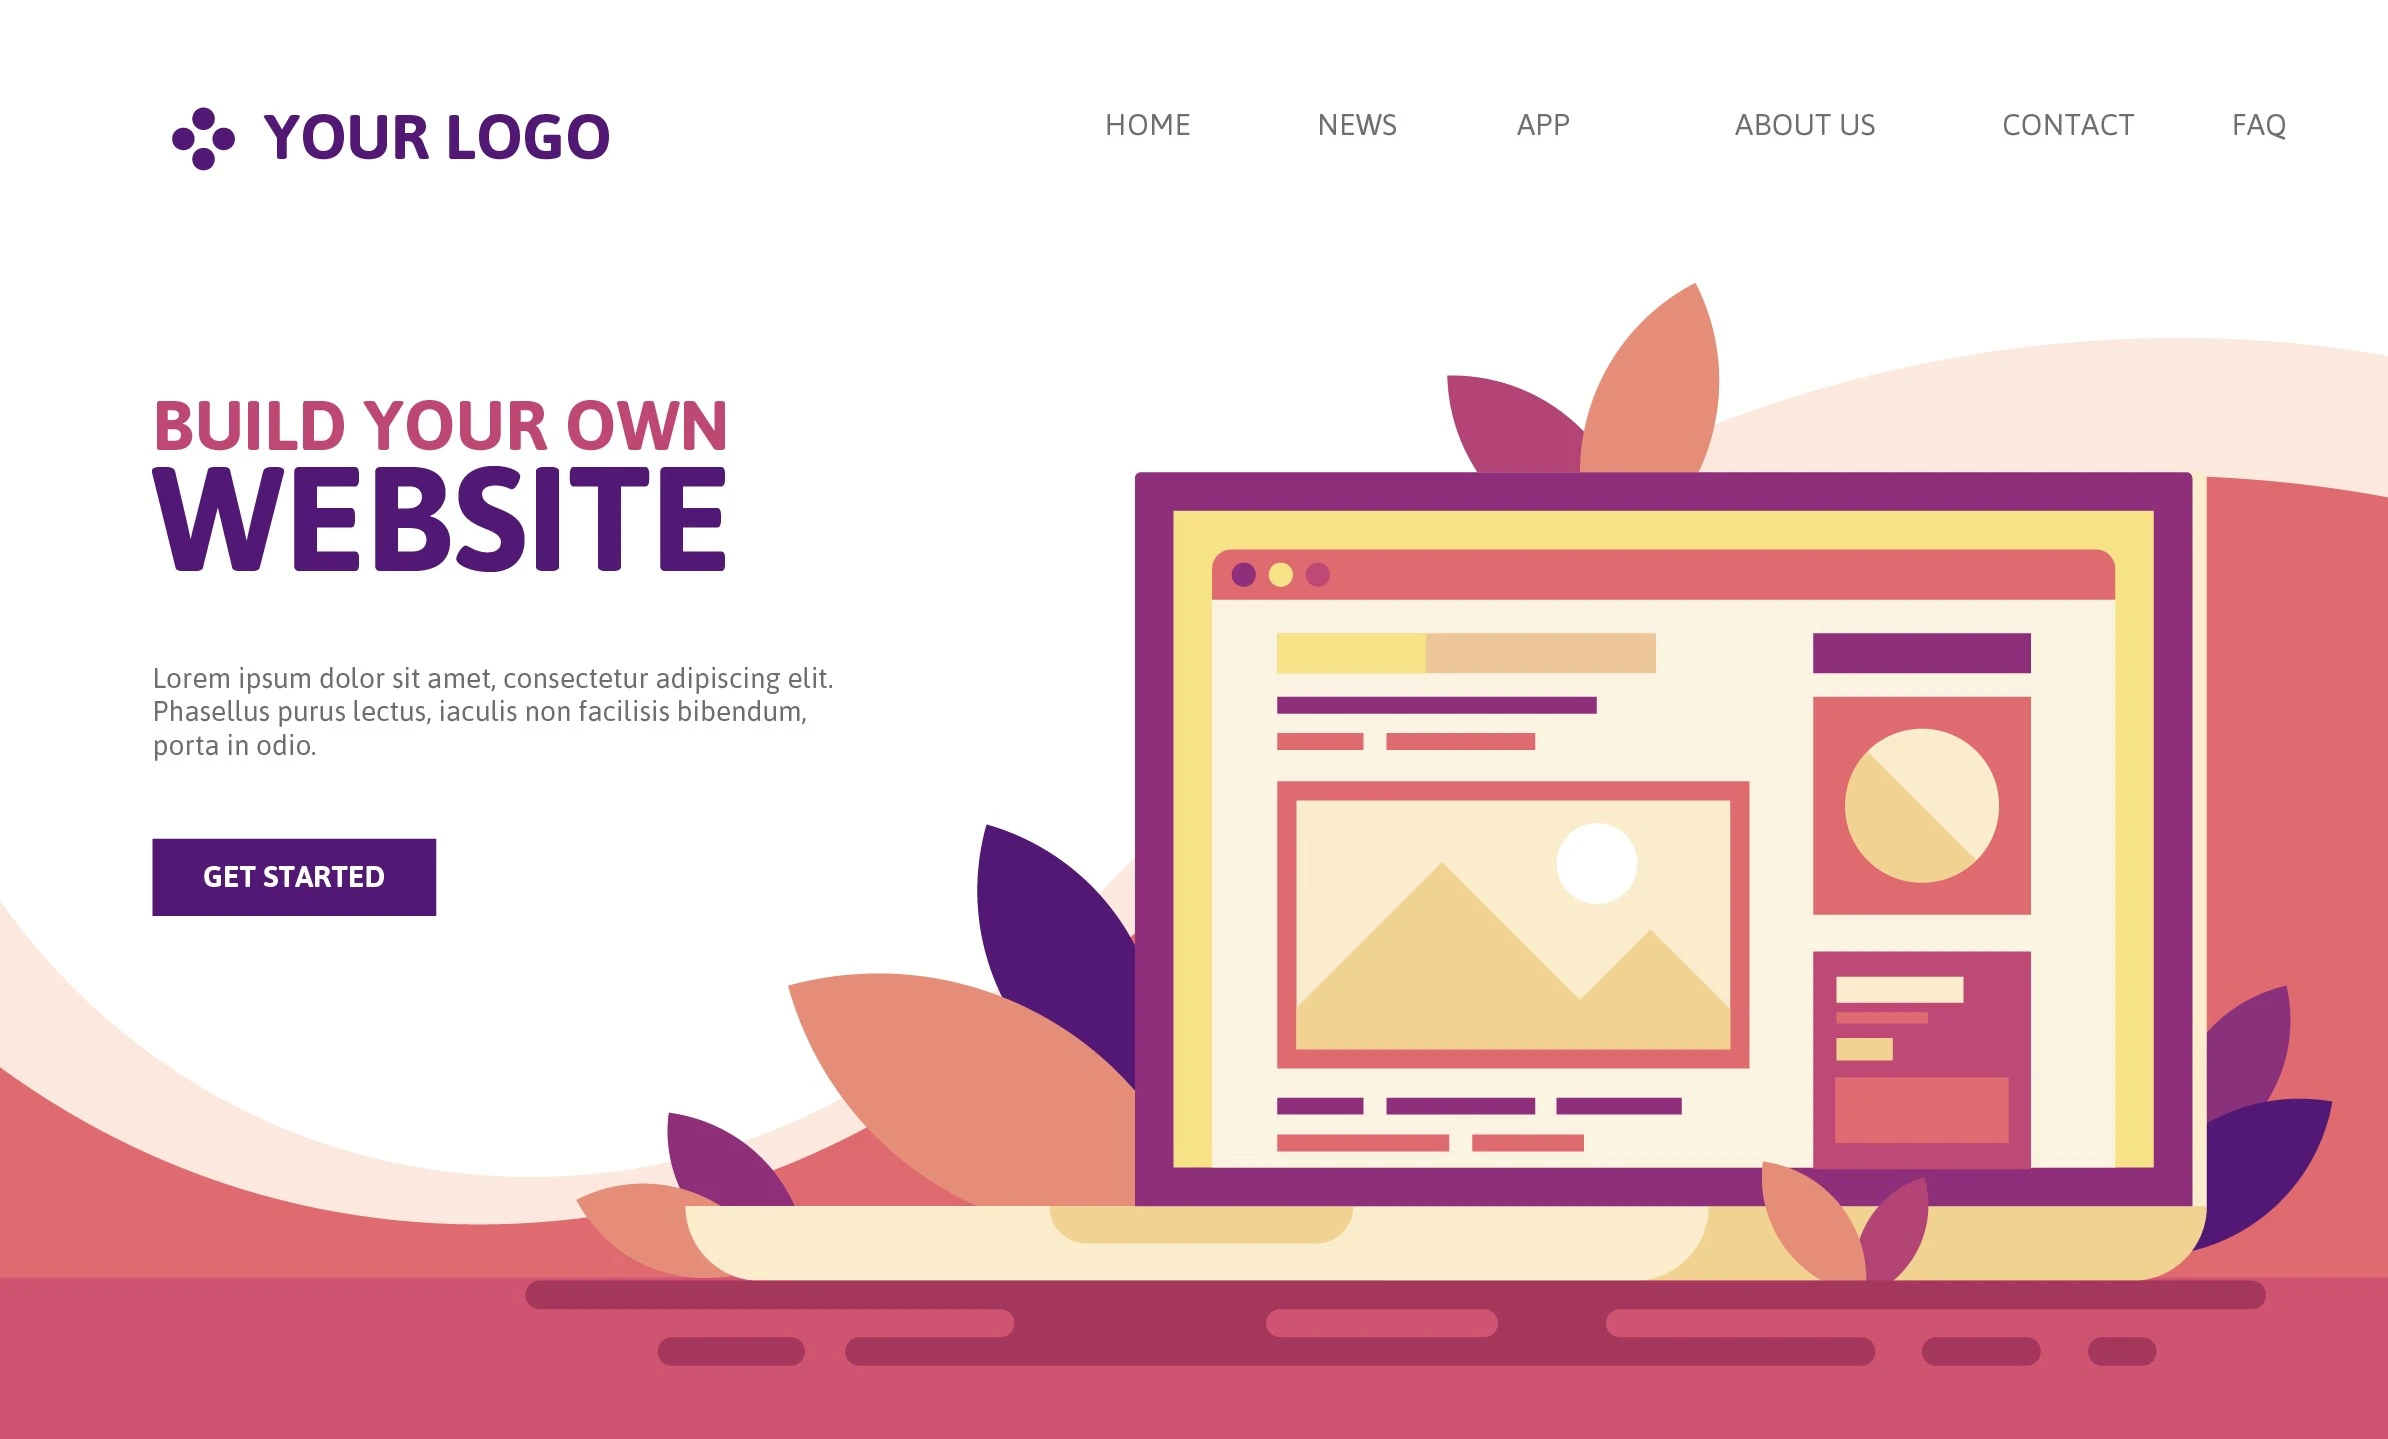 YOUR LOGO
HOME NEWS APP ABOUT US CONTACT FAQ
BUILD YOUR OWN
WEBSITE
Lorem ipsum dolor sit amet, consectetur adipiscing elit.
Phasellus purus lectus, iaculis non facilisis bibendum,
porta in odio.
GET STARTED